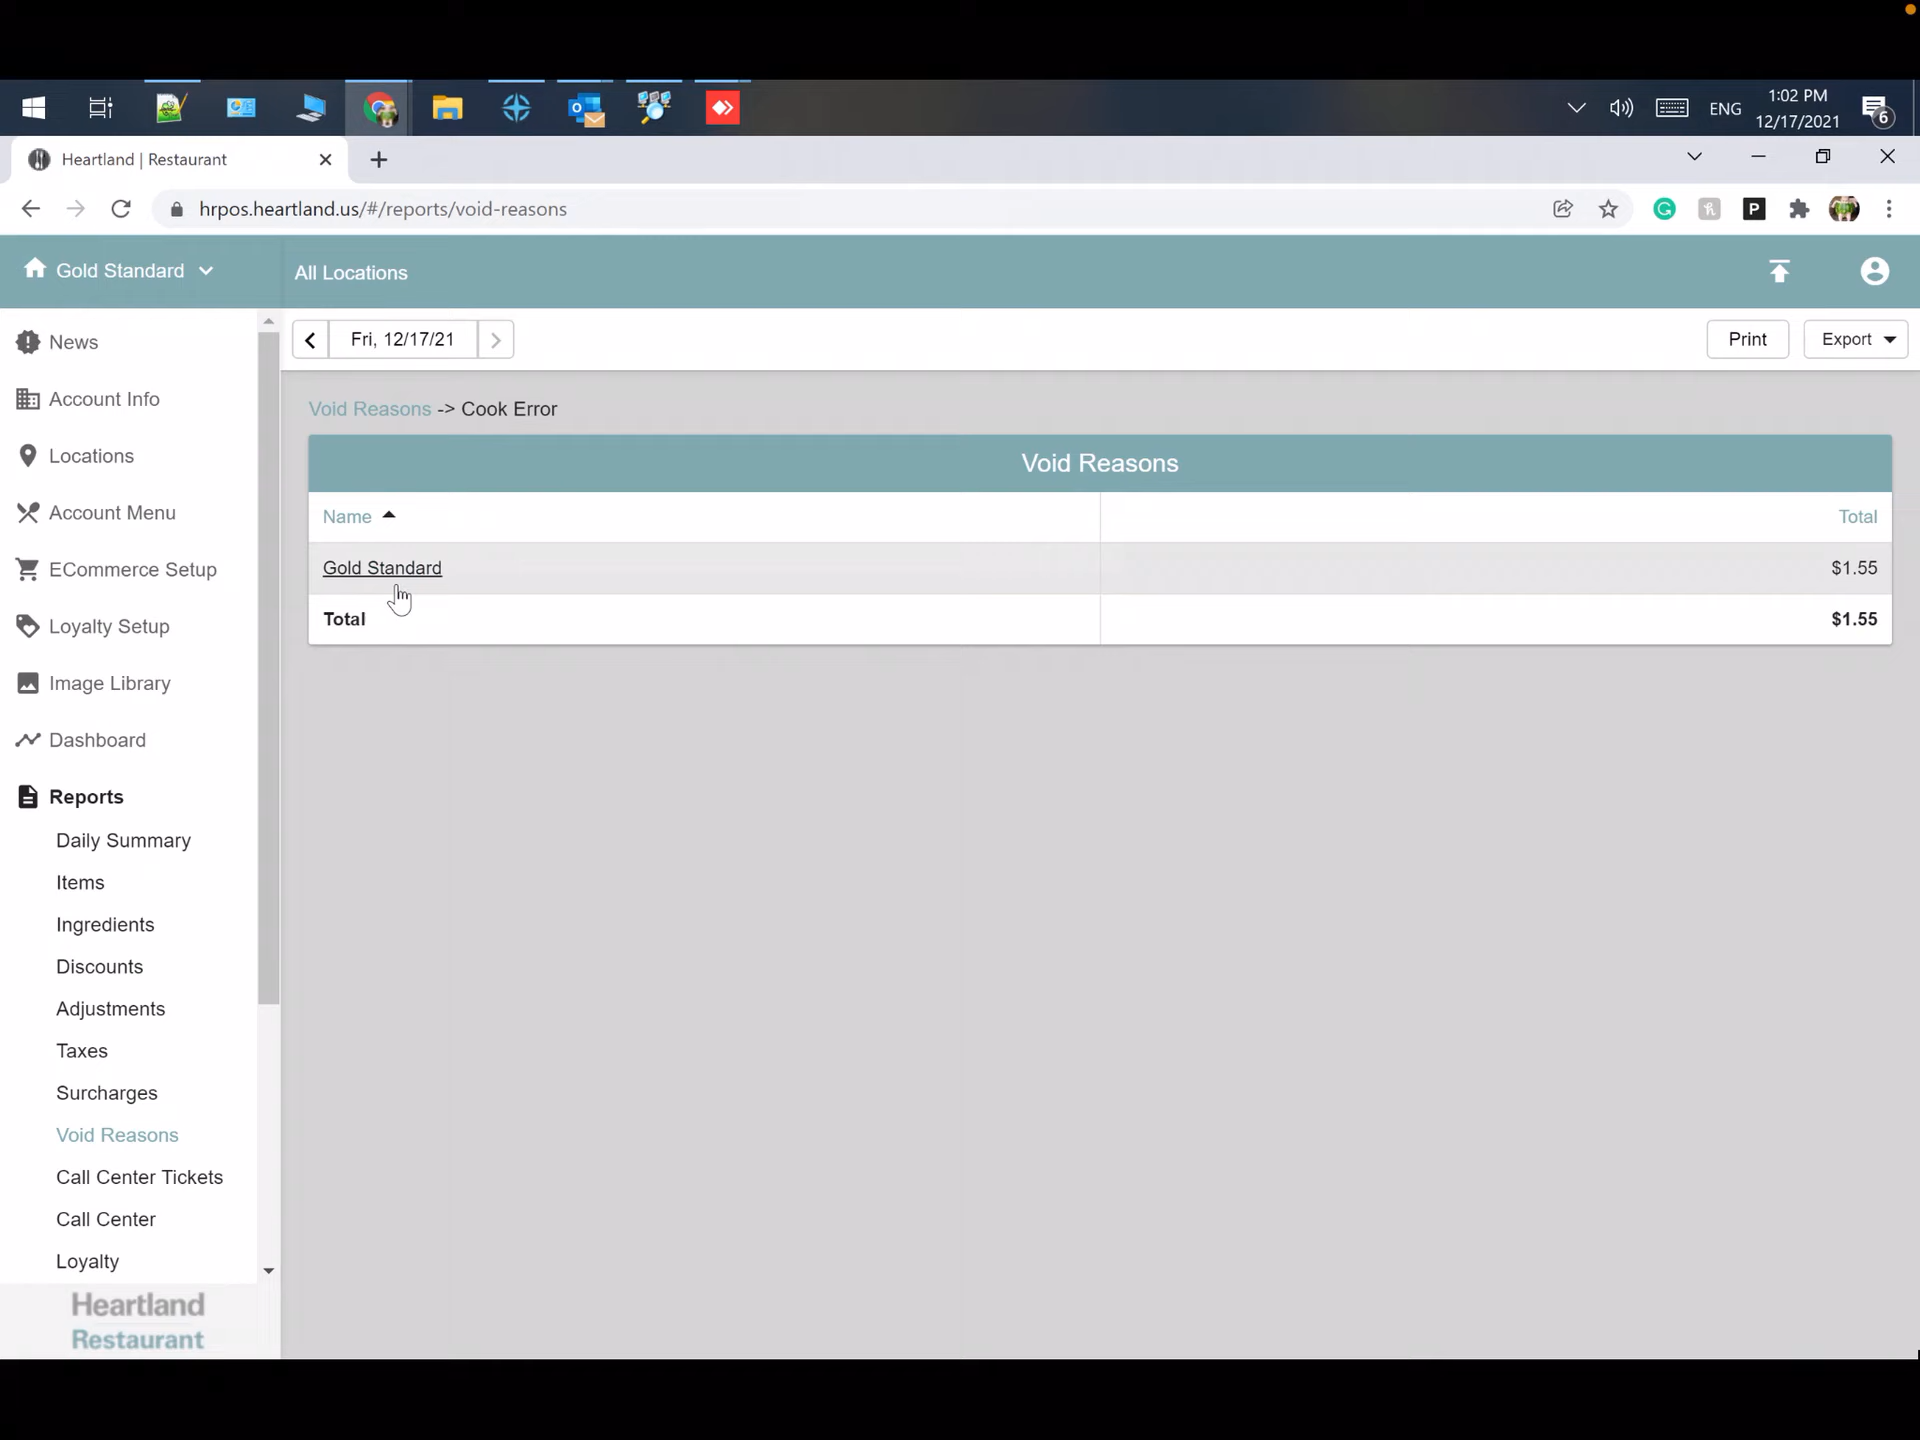 ENG
1:02 PM
12/17/2021
6
Heartland | Restaurant
hrpos.heartland.us/#/reports/void-reasons
Gold Standard
All Locations
News
Account Info
Locations
Account Menu
ECommerce Setup
Loyalty Setup
Image Library
Dashboard
Reports
Daily Summary
Items
Ingredients
Discounts
Adjustments
Taxes
Surcharges
Void Reasons
Call Center Tickets
Call Center
Loyalty
Heartland
Restaurant
Fri, 12/17/21
Print
Export
Void Reasons -> Cook Error
Void Reasons
Name Total
Gold Standard $1.55
Total $1.55